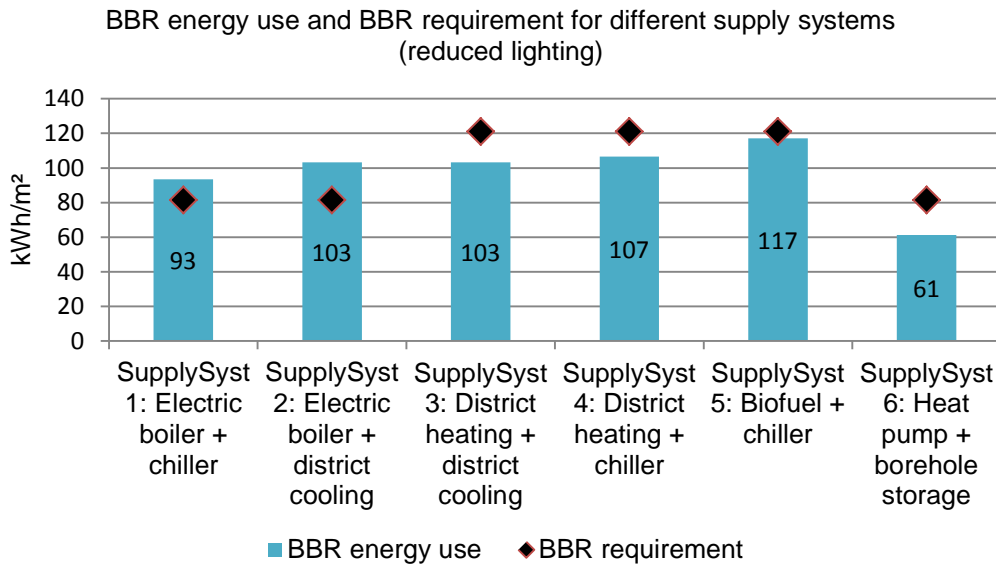 BBR energy use and BBR requirement for different supply systems
(reduced lighting)
kWh/m²
140
120
100
80
60
40
20
0
93
103
103
107
117
61
SupplySyst
1: Electric
boiler +
chiller
SupplySyst
2: Electric
boiler +
district
cooling
SupplySyst
3: District
heating +
district
cooling
SupplySyst
4: District
heating +
chiller
SupplySyst
5: Biofuel +
chiller
SupplySyst
6: Heat
pump +
borehole
storage
BBR energy use
BBR requirement